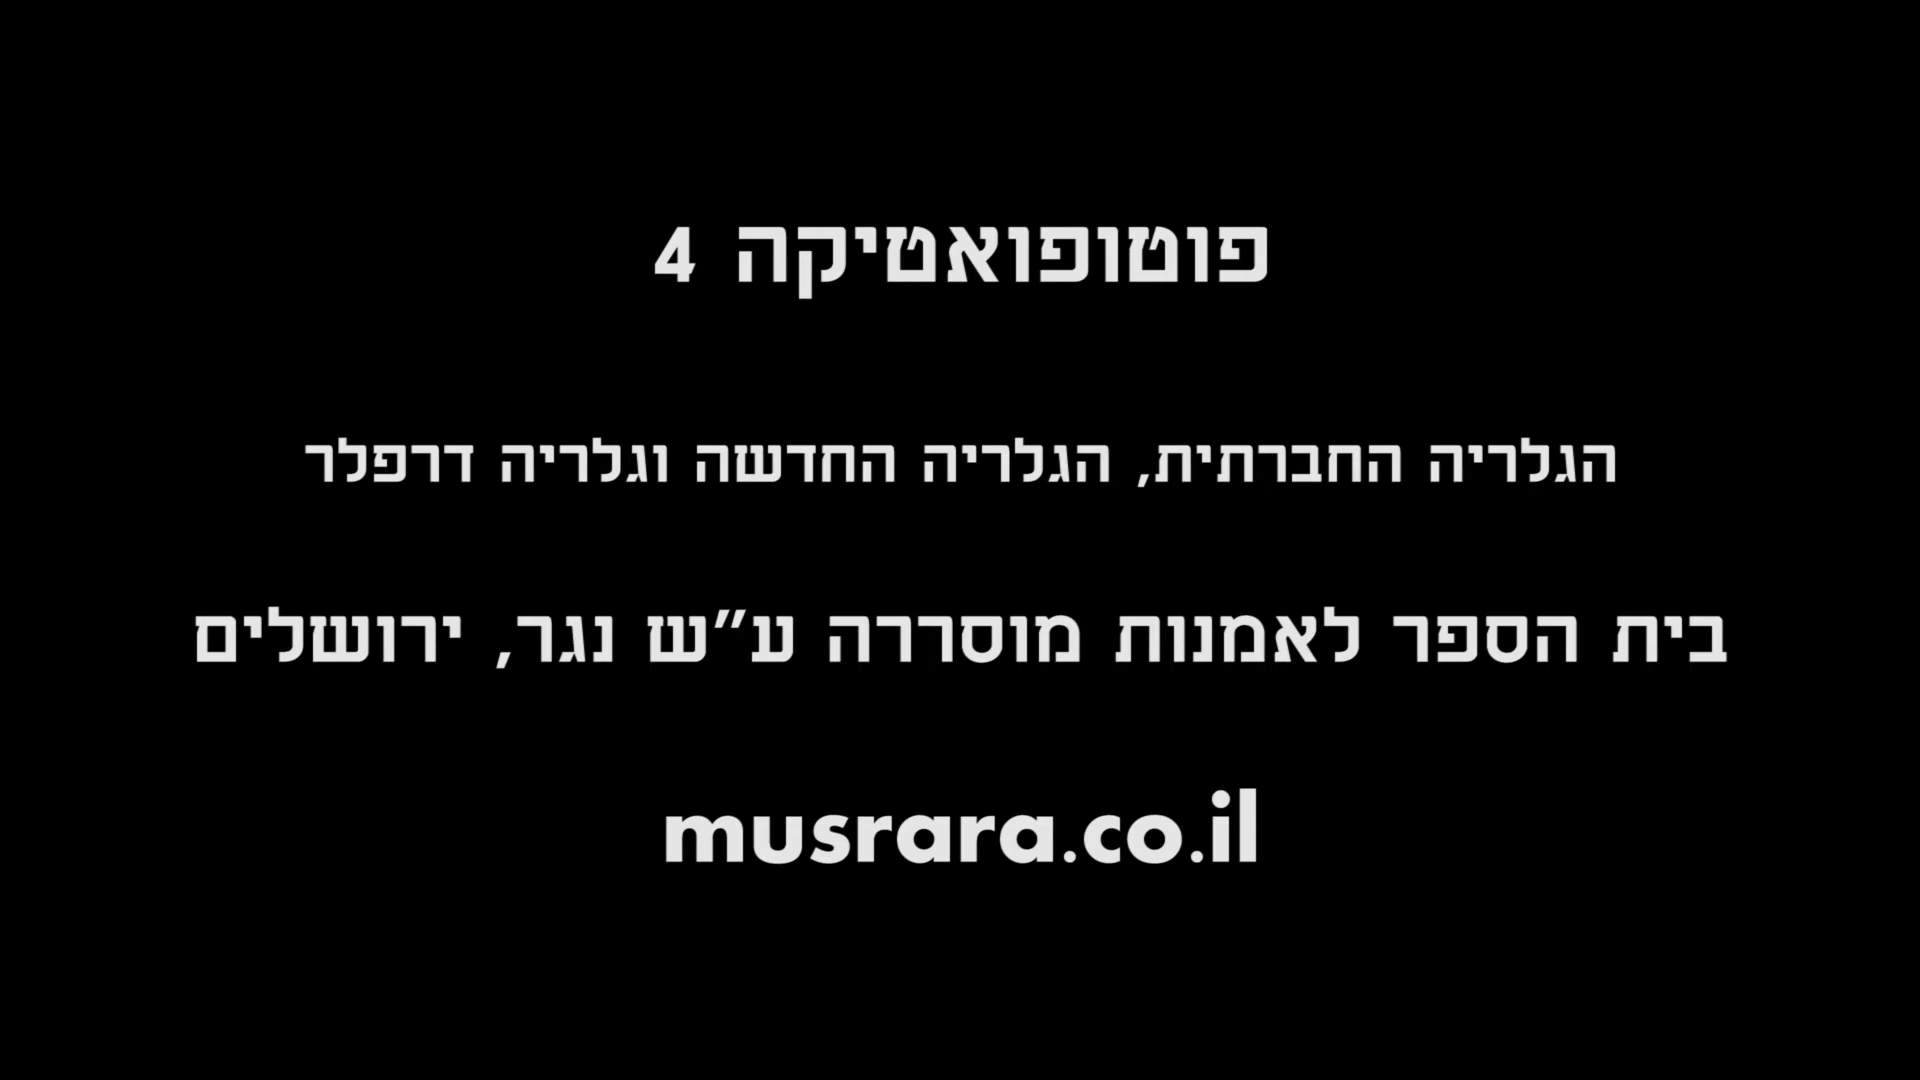 פוטופואטיקה 4
הגלריה החברתית, הגלריה החדשה וגלריה דרפלר
בית הספר לאמנות מוסררה ע"ש נגר, ירושלים
musrara.co.il